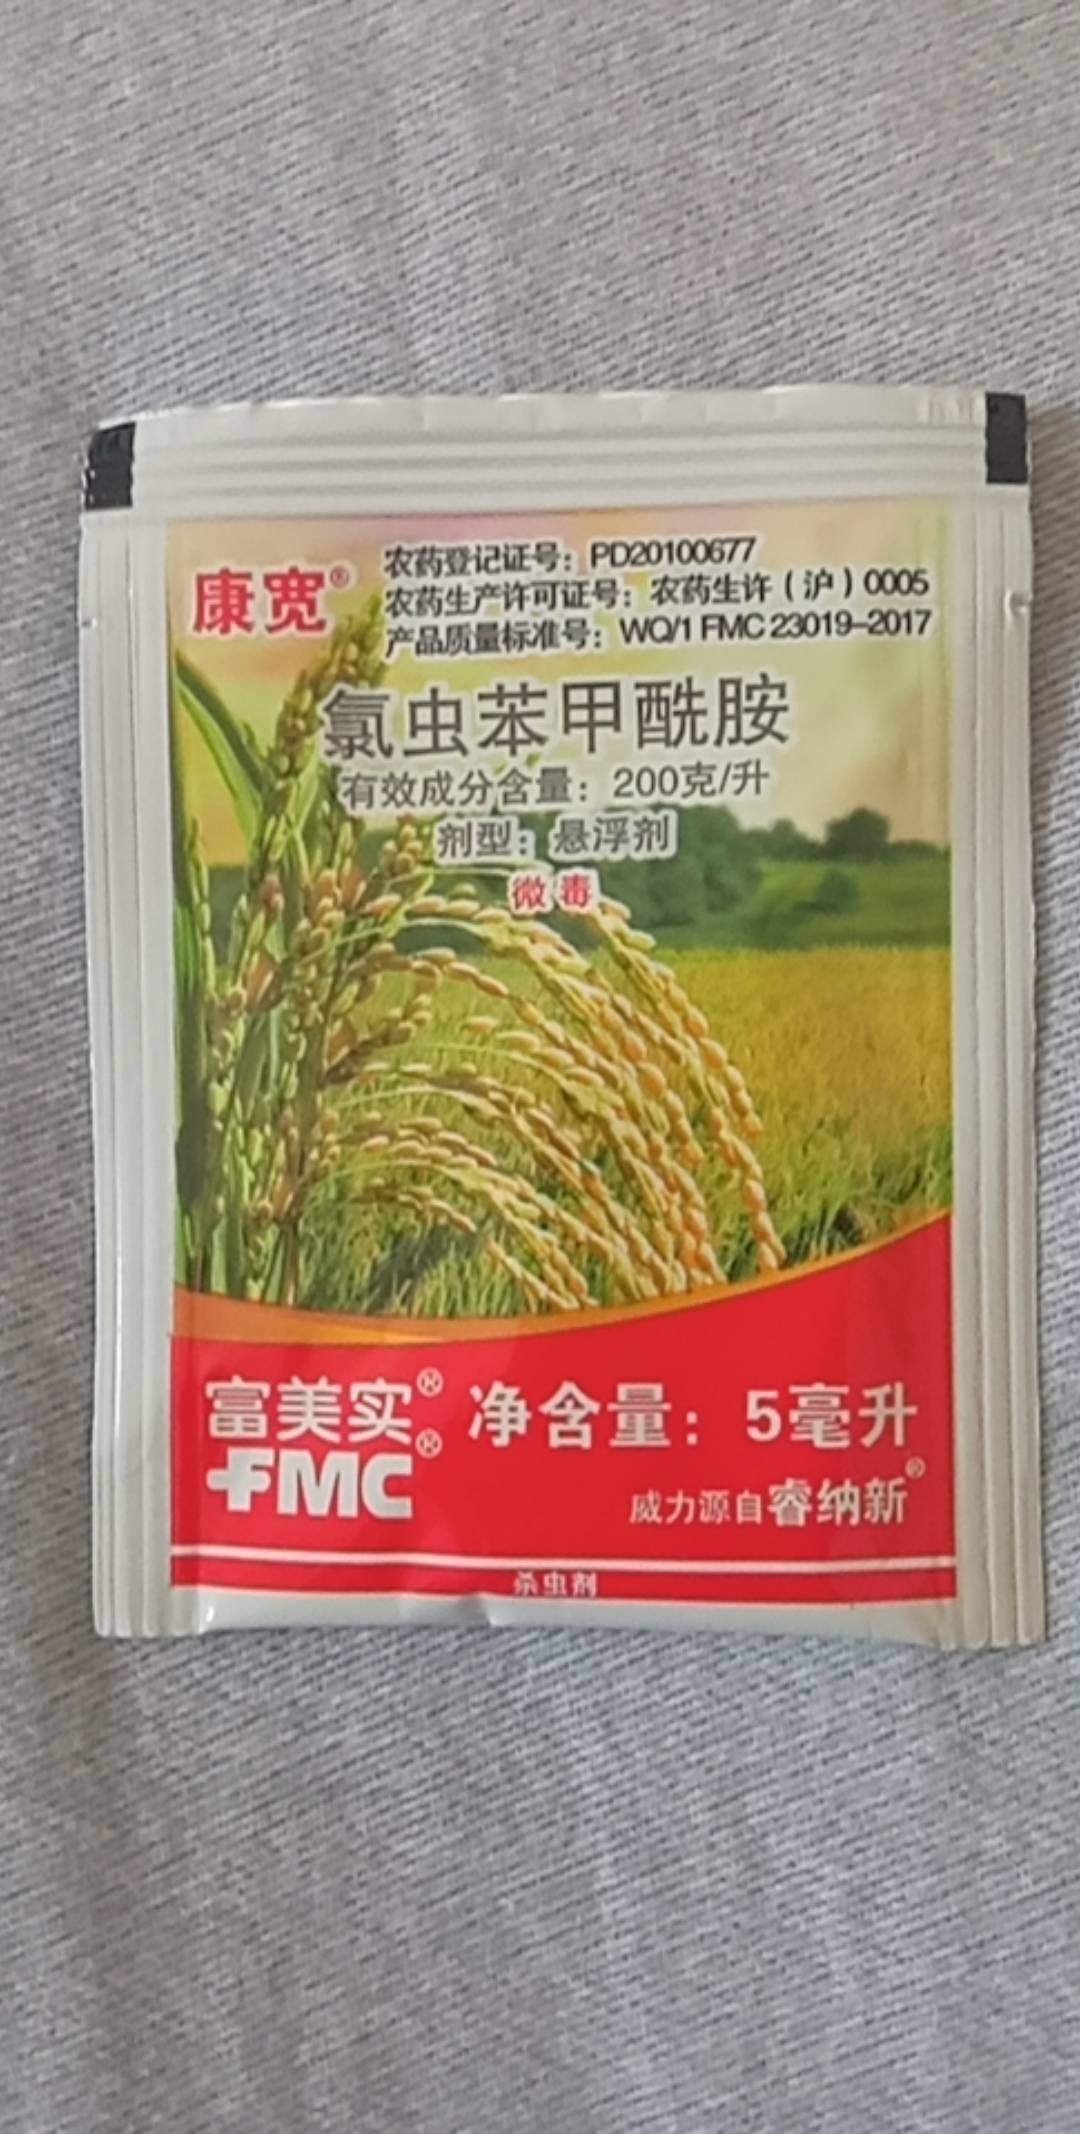 康宽®
农药登记证号：PD20100677
农药生产许可证号：农药生许（沪）0005
产品质量标准号：WQ/1 FMC 23019–2017
氯虫苯甲酰胺
有效成分含量：200克/升
剂型：悬浮剂
微毒
富美实®
FMC®
净含量：5毫升
威力源自睿纳新®
杀虫剂